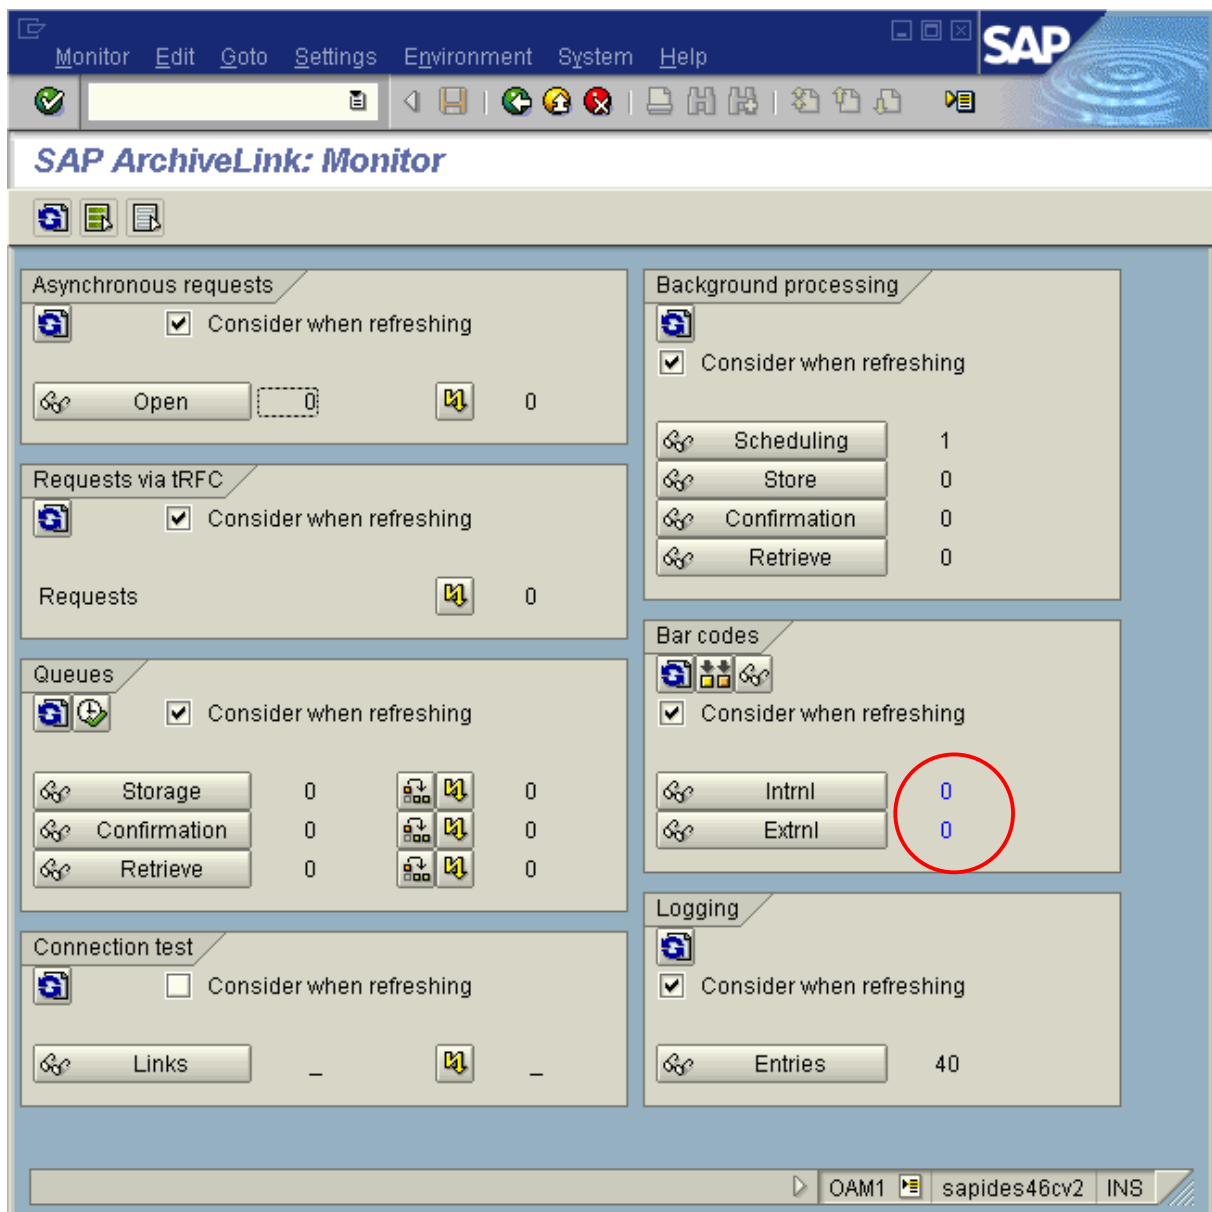 Monitor Edit Goto Settings Environment System Help
SAP
SAP ArchiveLink: Monitor
Asynchronous requests
Consider when refreshing
Open 0 0
Requests via tRFC
Consider when refreshing
Requests 0
Queues
Consider when refreshing
Storage 0 0
Confirmation 0 0
Retrieve 0 0
Connection test
Consider when refreshing
Links _ _
Background processing
Consider when refreshing
Scheduling 1
Store 0
Confirmation 0
Retrieve 0
Bar codes
Consider when refreshing
Intrnl 0
Extrnl 0
Logging
Consider when refreshing
Entries 40
OAM1 sapides46cv2 INS